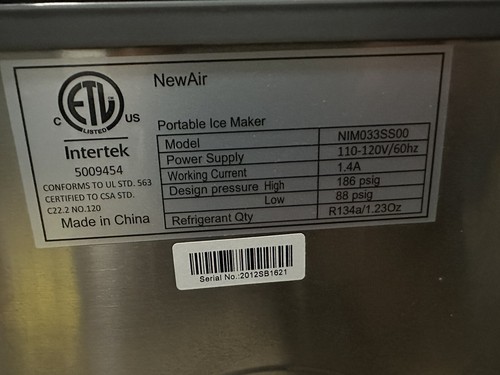 NewAir
ETL
CM
LISTED
C US
Intertek
5009454
CONFORMS TO UL STD. 563
CERTIFIED TO CSA STD.
C22.2 NO.120
Made in China
Portable Ice Maker
Model NIM033SS00
Power Supply 110-120V/60hz
Working Current 1.4A
Design pressure High 186 psig
Low 88 psig
Refrigerant Qty R134a/1.23Oz
Serial No.:2012SB1621